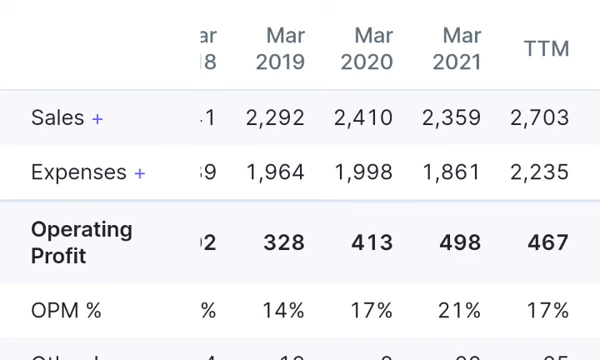 Mar 2019 Mar 2020 Mar 2021 TTM
Sales + 2,292 2,410 2,359 2,703
Expenses + 1,964 1,998 1,861 2,235
Operating Profit 328 413 498 467
OPM % % 14% 17% 21% 17%